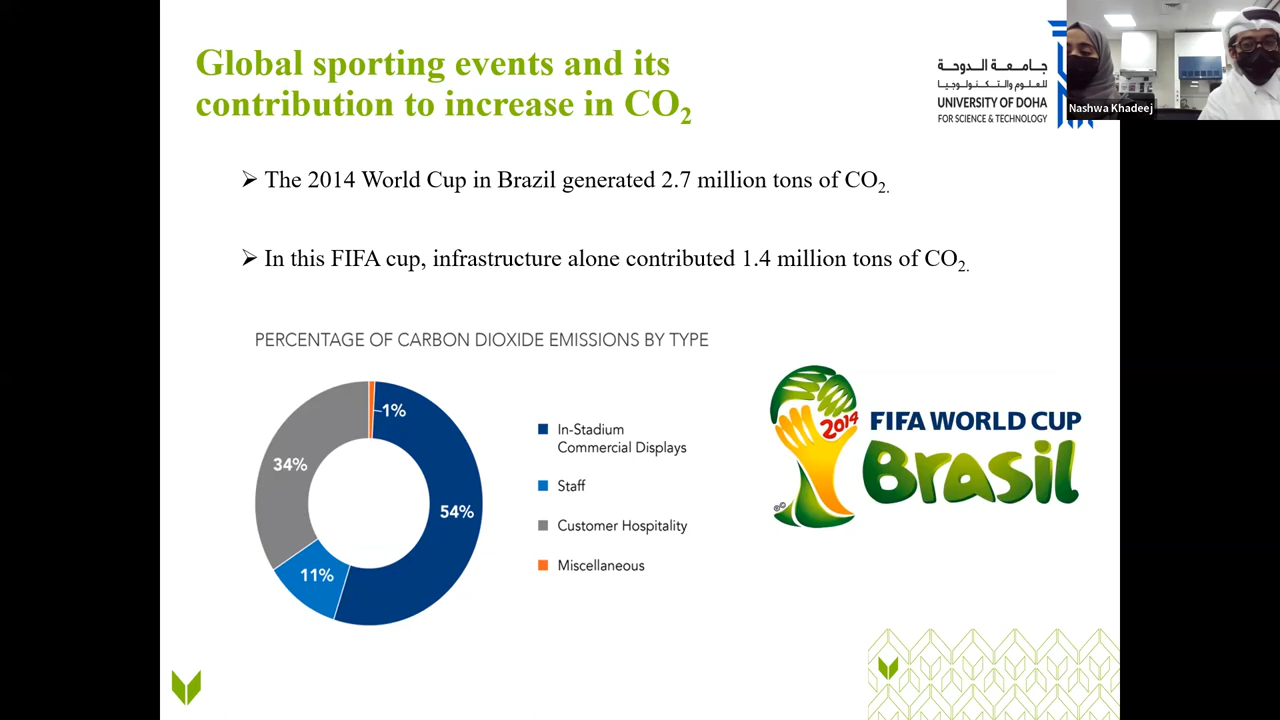 Global sporting events and its
contribution to increase in CO2
جامعة الدوحة
للعلوم والتكنولوجيا
UNIVERSITY OF DOHA
FOR SCIENCE & TECHNOLOGY
Nashwa Khadeej
➢ The 2014 World Cup in Brazil generated 2.7 million tons of CO2.
➢ In this FIFA cup, infrastructure alone contributed 1.4 million tons of CO2.
PERCENTAGE OF CARBON DIOXIDE EMISSIONS BY TYPE
1%
34%
54%
11%
In-Stadium
Commercial Displays
Staff
Customer Hospitality
Miscellaneous
2014
FIFA WORLD CUP
Brasil